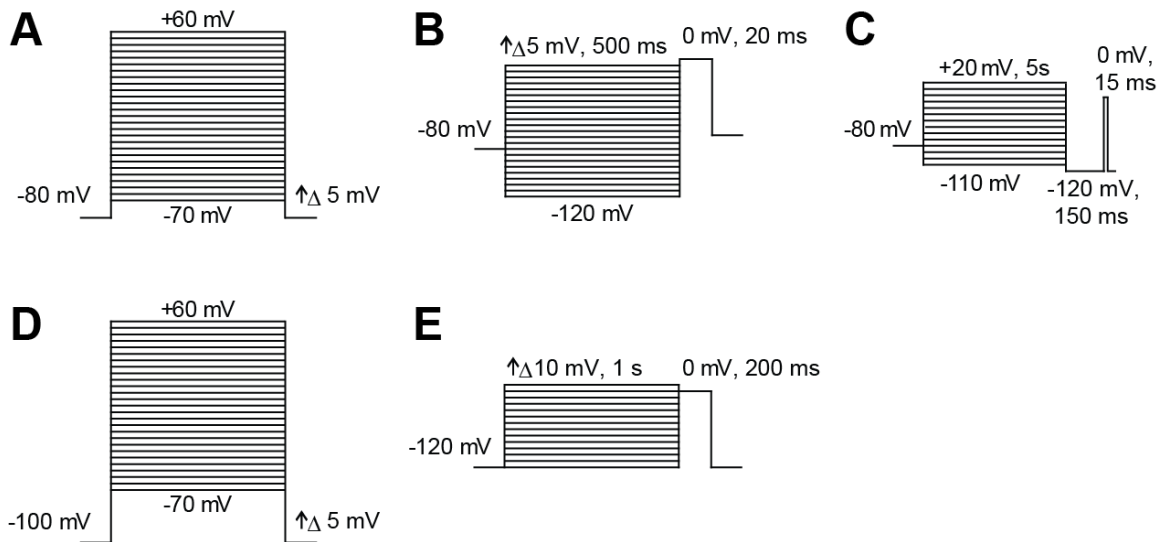 A
+60 mV
-80 mV
-70 mV
↑Δ 5 mV
B
↑Δ5 mV, 500 ms
0 mV, 20 ms
-80 mV
-120 mV
C
+20 mV, 5s
0 mV,
15 ms
-80 mV
-110 mV
-120 mV,
150 ms
D
+60 mV
-100 mV
-70 mV
↑Δ 5 mV
E
↑Δ10 mV, 1 s
0 mV, 200 ms
-120 mV